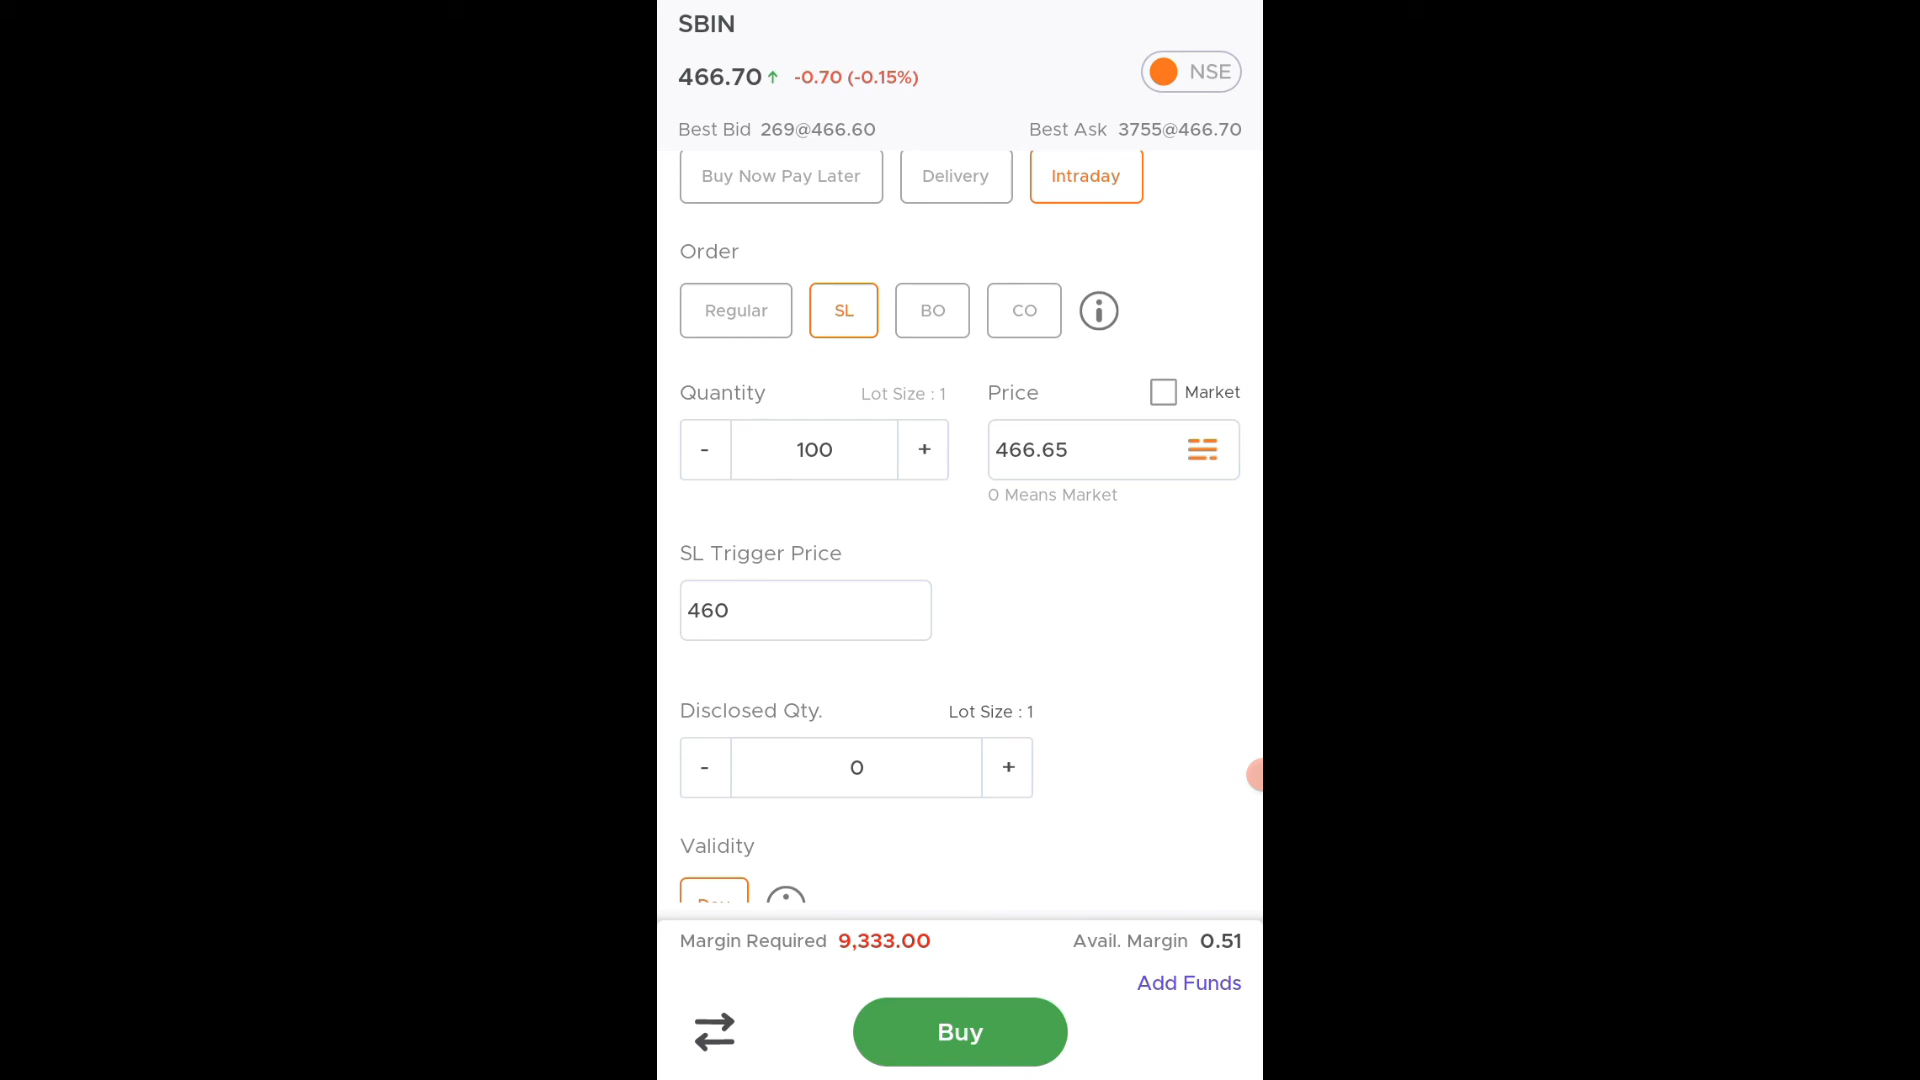 SBIN
466.70 ↑ -0.70 (-0.15%)
NSE
Best Bid 269@466.60 Best Ask 3755@466.70
Buy Now Pay Later Delivery Intraday
Order
Regular SL BO CO
Quantity Lot Size : 1 Price Market
- 100 + 466.65
0 Means Market
SL Trigger Price
460
Disclosed Qty. Lot Size : 1
- 0 +
Validity
Day
Margin Required 9,333.00 Avail. Margin 0.51
Add Funds
Buy